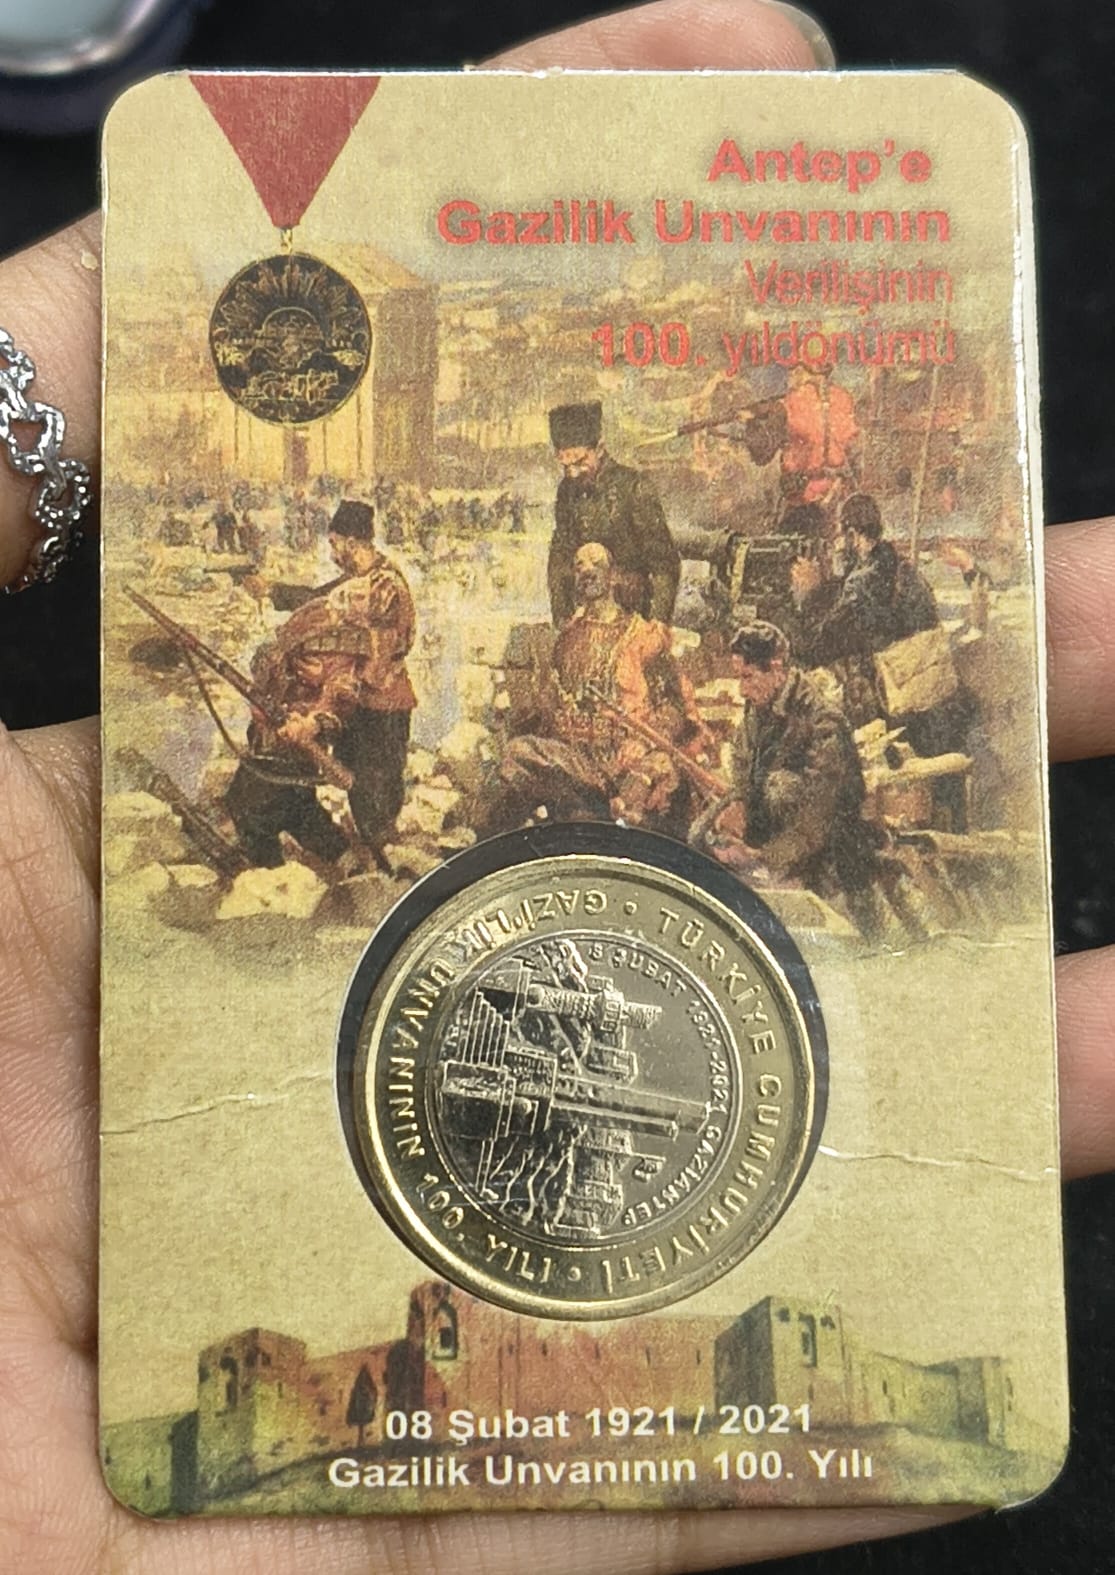 Antep'e
Gazilik Unvanının
Verilişinin
100. yıldönümü
TÜRKİYE CUMHURİYETİ • GAZİ'LİK UNVANININ 100. YILI •
8 ŞUBAT 1921-2021 GAZİANTEP
08 Şubat 1921 / 2021
Gazilik Unvanının 100. Yılı